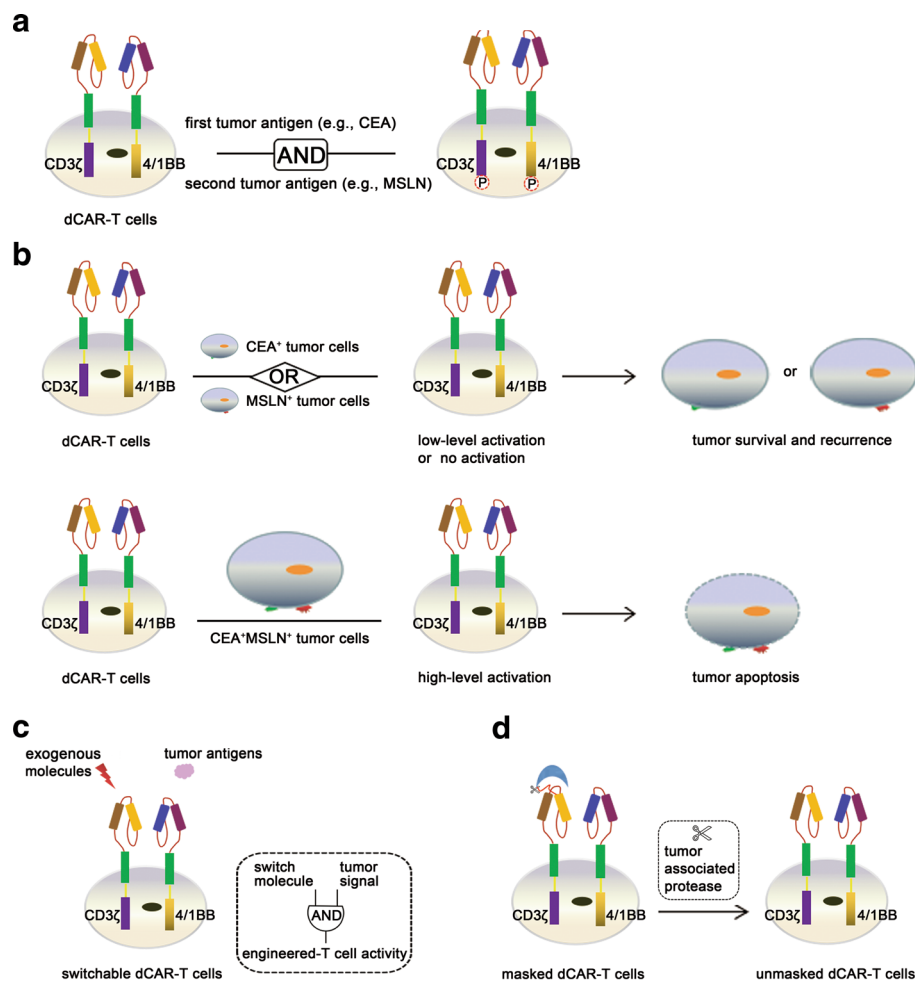 a
first tumor antigen (e.g., CEA)
AND
second tumor antigen (e.g., MSLN)
CD3ζ
4/1BB
dCAR-T cells
CD3ζ
4/1BB
P
P
b
CD3ζ
4/1BB
dCAR-T cells
CEA⁺ tumor cells
OR
MSLN⁺ tumor cells
CD3ζ
4/1BB
low-level activation
or no activation
or
tumor survival and recurrence
CD3ζ
4/1BB
dCAR-T cells
CEA⁺MSLN⁺ tumor cells
CD3ζ
4/1BB
high-level activation
tumor apoptosis
c
exogenous
molecules
tumor antigens
CD3ζ
4/1BB
switchable dCAR-T cells
switch
molecule
tumor
signal
AND
engineered-T cell activity
d
CD3ζ
4/1BB
masked dCAR-T cells
tumor
associated
protease
CD3ζ
4/1BB
unmasked dCAR-T cells